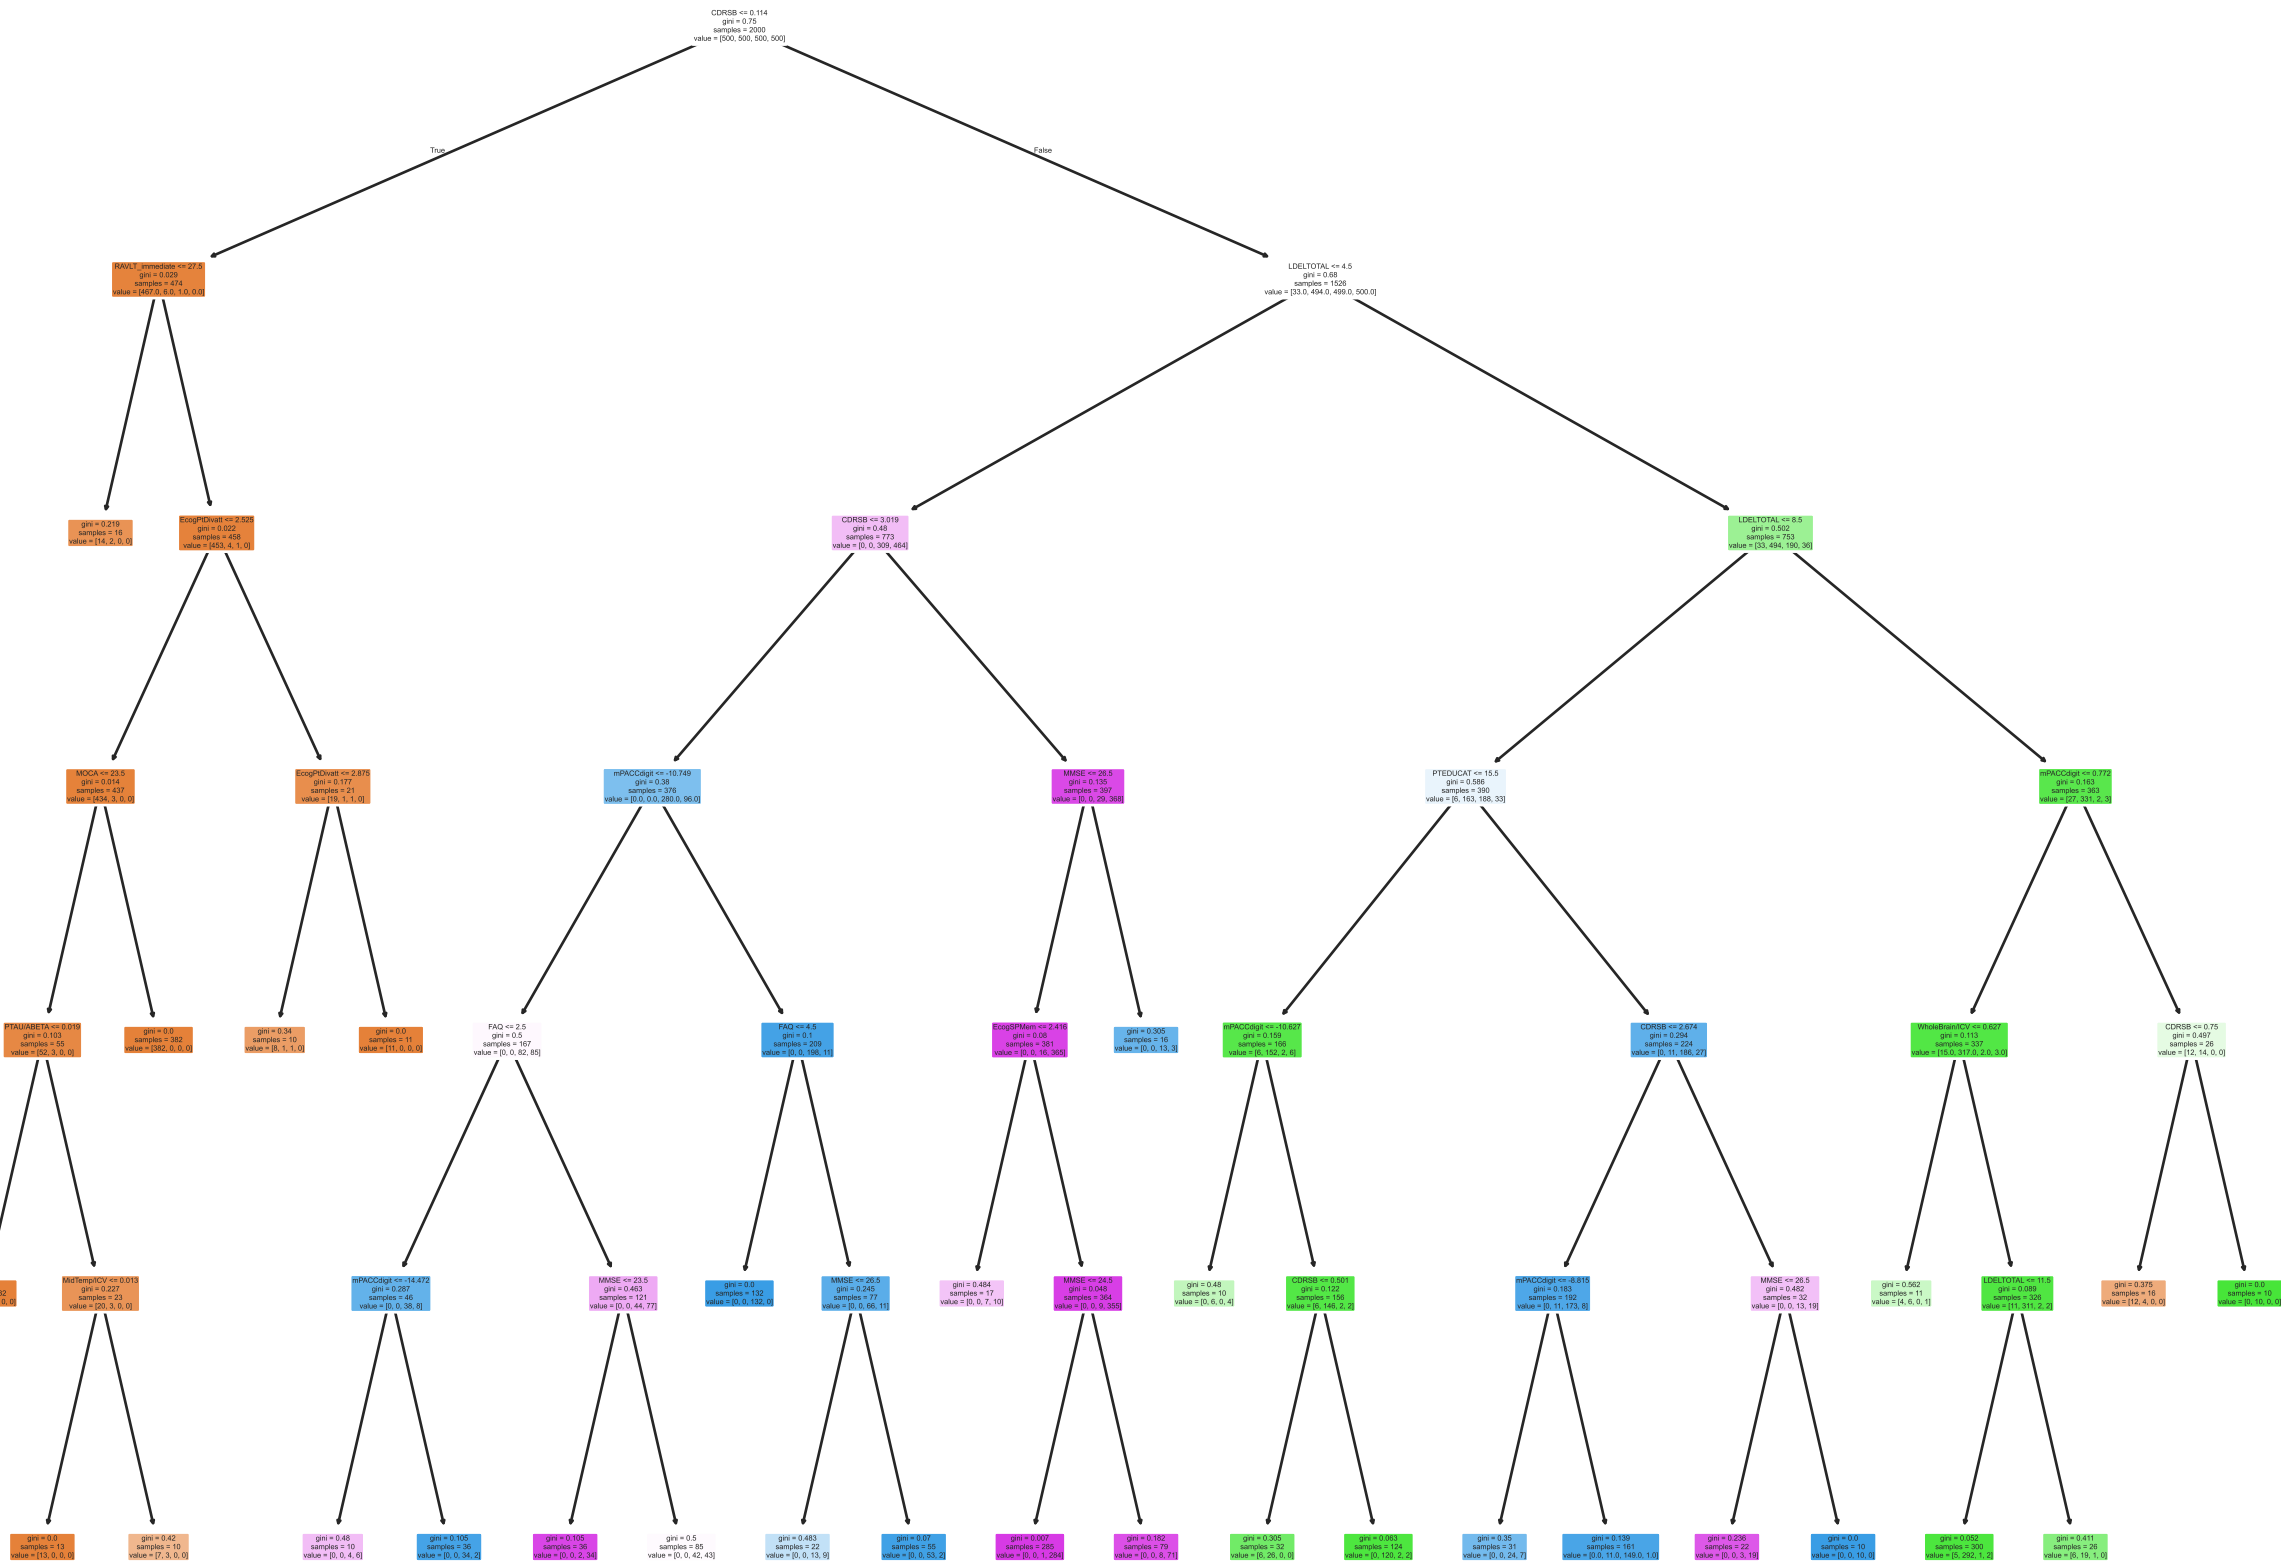 CDRSB <= 0.114
gini = 0.75
samples = 2000
value = [500, 500, 500, 500]
True
False
RAVLT_immediate <= 27.5
gini = 0.029
samples = 474
value = [467.0, 6.0, 1.0, 0.0]
LDELTOTAL <= 4.5
gini = 0.68
samples = 1526
value = [33.0, 494.0, 499.0, 500.0]
gini = 0.219
samples = 16
value = [14, 2, 0, 0]
EcogPtDivatt <= 2.525
gini = 0.022
samples = 458
value = [453, 4, 1, 0]
CDRSB <= 3.019
gini = 0.48
samples = 773
value = [0, 0, 309, 464]
LDELTOTAL <= 8.5
gini = 0.502
samples = 753
value = [33, 494, 190, 36]
MOCA <= 23.5
gini = 0.014
samples = 437
value = [434, 3, 0, 0]
EcogPtDivatt <= 2.875
gini = 0.177
samples = 21
value = [19, 1, 1, 0]
mPACCdigit <= -10.749
gini = 0.38
samples = 376
value = [0.0, 0.0, 280.0, 96.0]
MMSE <= 26.5
gini = 0.135
samples = 397
value = [0, 0, 29, 368]
PTEDUCAT <= 15.5
gini = 0.586
samples = 390
value = [6, 163, 188, 33]
mPACCdigit <= 0.772
gini = 0.163
samples = 363
value = [27, 331, 2, 3]
PTAU/ABETA <= 0.019
gini = 0.103
samples = 55
value = [52, 3, 0, 0]
gini = 0.0
samples = 382
value = [382, 0, 0, 0]
gini = 0.34
samples = 10
value = [8, 1, 1, 0]
gini = 0.0
samples = 11
value = [11, 0, 0, 0]
FAQ <= 2.5
gini = 0.5
samples = 167
value = [0, 0, 82, 85]
FAQ <= 4.5
gini = 0.1
samples = 209
value = [0, 0, 198, 11]
EcogSPMem <= 2.416
gini = 0.08
samples = 381
value = [0, 0, 16, 365]
gini = 0.305
samples = 16
value = [0, 0, 13, 3]
mPACCdigit <= -10.627
gini = 0.159
samples = 166
value = [6, 152, 2, 6]
CDRSB <= 2.674
gini = 0.294
samples = 224
value = [0, 11, 186, 27]
WholeBrain/ICV <= 0.627
gini = 0.113
samples = 337
value = [15.0, 317.0, 2.0, 3.0]
CDRSB <= 0.75
gini = 0.497
samples = 26
value = [12, 14, 0, 0]
32
0, 0]
MidTemp/ICV <= 0.013
gini = 0.227
samples = 23
value = [20, 3, 0, 0]
mPACCdigit <= -14.472
gini = 0.287
samples = 46
value = [0, 0, 38, 8]
MMSE <= 23.5
gini = 0.463
samples = 121
value = [0, 0, 44, 77]
gini = 0.0
samples = 132
value = [0, 0, 132, 0]
MMSE <= 26.5
gini = 0.245
samples = 77
value = [0, 0, 66, 11]
gini = 0.484
samples = 17
value = [0, 0, 7, 10]
MMSE <= 24.5
gini = 0.048
samples = 364
value = [0, 0, 9, 355]
gini = 0.48
samples = 10
value = [0, 6, 0, 4]
CDRSB <= 0.501
gini = 0.122
samples = 156
value = [6, 146, 2, 2]
mPACCdigit <= -8.815
gini = 0.183
samples = 192
value = [0, 11, 173, 8]
MMSE <= 26.5
gini = 0.482
samples = 32
value = [0, 0, 13, 19]
gini = 0.562
samples = 11
value = [4, 6, 0, 1]
LDELTOTAL <= 11.5
gini = 0.089
samples = 326
value = [11, 311, 2, 2]
gini = 0.375
samples = 16
value = [12, 4, 0, 0]
gini = 0.0
samples = 10
value = [0, 10, 0, 0]
gini = 0.0
samples = 13
value = [13, 0, 0, 0]
gini = 0.42
samples = 10
value = [7, 3, 0, 0]
gini = 0.48
samples = 10
value = [0, 0, 4, 6]
gini = 0.105
samples = 36
value = [0, 0, 34, 2]
gini = 0.105
samples = 36
value = [0, 0, 2, 34]
gini = 0.5
samples = 85
value = [0, 0, 42, 43]
gini = 0.483
samples = 22
value = [0, 0, 13, 9]
gini = 0.07
samples = 55
value = [0, 0, 53, 2]
gini = 0.007
samples = 285
value = [0, 0, 1, 284]
gini = 0.182
samples = 79
value = [0, 0, 8, 71]
gini = 0.305
samples = 32
value = [6, 26, 0, 0]
gini = 0.063
samples = 124
value = [0, 120, 2, 2]
gini = 0.35
samples = 31
value = [0, 0, 24, 7]
gini = 0.139
samples = 161
value = [0.0, 11.0, 149.0, 1.0]
gini = 0.236
samples = 22
value = [0, 0, 3, 19]
gini = 0.0
samples = 10
value = [0, 0, 10, 0]
gini = 0.052
samples = 300
value = [5, 292, 1, 2]
gini = 0.411
samples = 26
value = [6, 19, 1, 0]